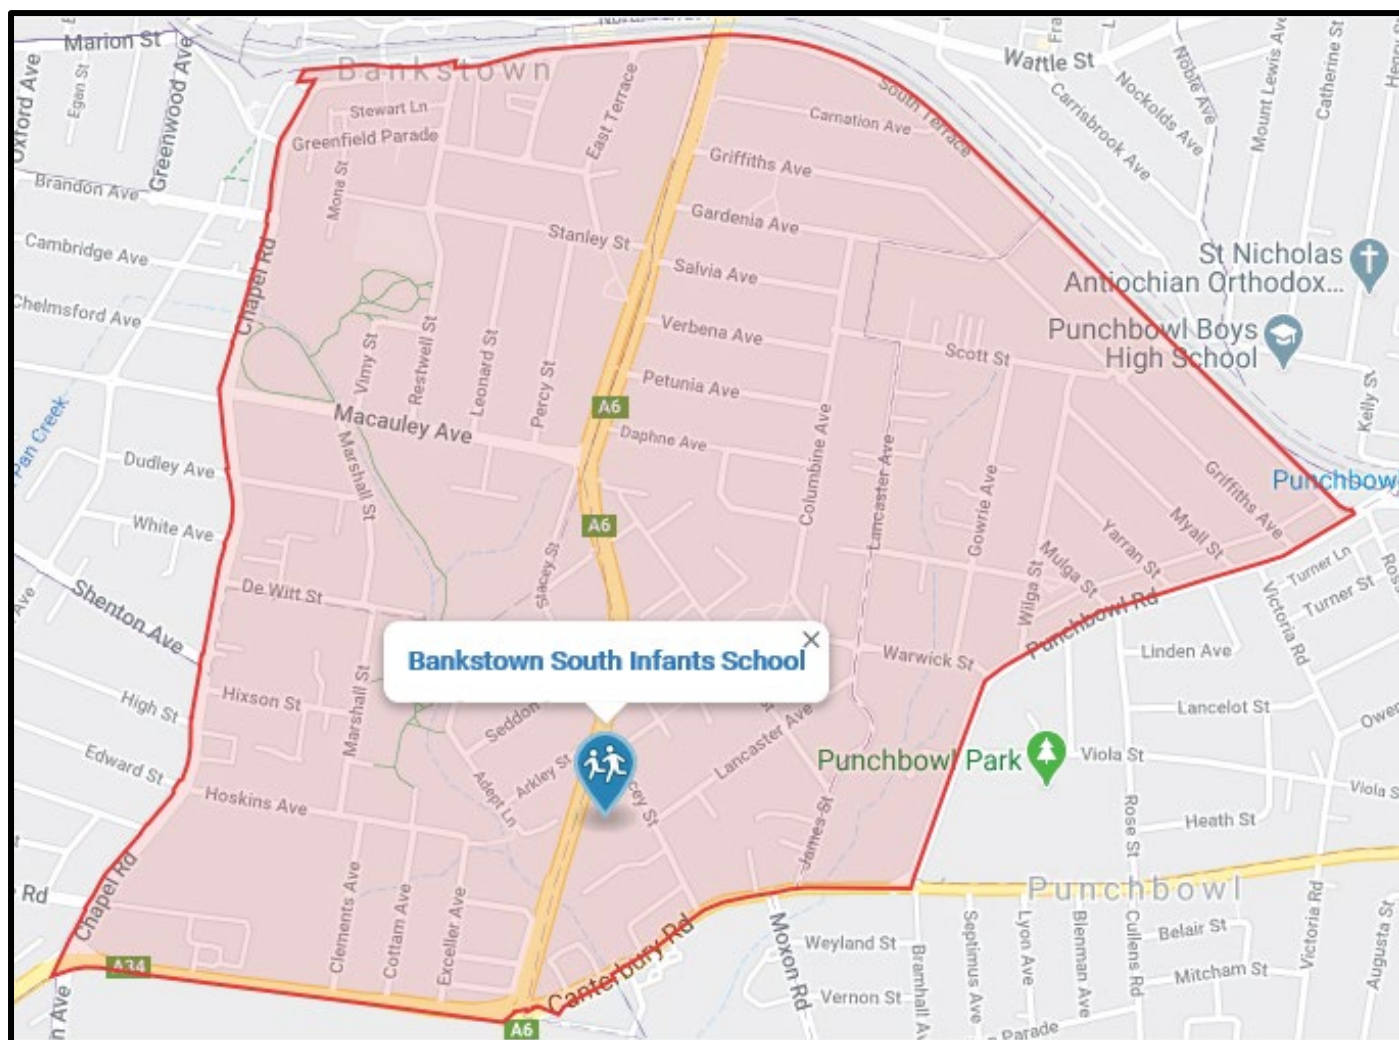 Marion St
Wattle St
Fra
Oxford Ave
Egan St
Greenwood Ave
Bankstown
Stewart Ln
Greenfield Parade
East Terrace
Carnation Ave
South Terrace
Carrisbrook Ave
Nockolds Ave
Noble Ave
Mount Lewis Ave
Catherine St
Brandon Ave
Mona St
Griffiths Ave
Gardenia Ave
Stanley St
Cambridge Ave
Chapel Rd
Salvia Ave
St Nicholas
Antiochian Orthodox...
Chelmsford Ave
Vimy St
Restwell St
Leonard St
Percy St
Verbena Ave
Scott St
Punchbowl Boys
High School
Petunia Ave
Kelly St
A6
Macauley Ave
Daphne Ave
Columbine Ave
Lancaster Ave
Pan Creek
Dudley Ave
Marshall St
Gowrie Ave
Griffiths Ave
Punchbow
White Ave
A6
Myall St
Yarran St
Stacey St
Mulga St
Wilga St
Turner Ln
Turner St
Ros
Ave
Shenton Ave
De Witt St
Punchbowl Rd
Victoria Rd
Bankstown South Infants School
Warwick St
Linden Ave
High St
Hixson St
Marshall St
Seddon
st
Lancaster Ave
Lancelot St
Owe
Edward St
Arkley St
Adept Ln
Punchbowl Park
Viola St
Viola S
Hoskins Ave
cey St
James St
Rose St
Heath St
Rd
Chapel Rd
Clements Ave
Cottam Ave
Exceller Ave
Punchbowl
Canterbury Rd
Moxon Rd
Weyland St
Bramhall Av
Septimus Ave
Lyon Ave
Blenman Ave
Cullens Rd
Belair St
Victoria Rd
Augusta St
A34
Mitcham St
n Ave
Vernon St
A6
Parade